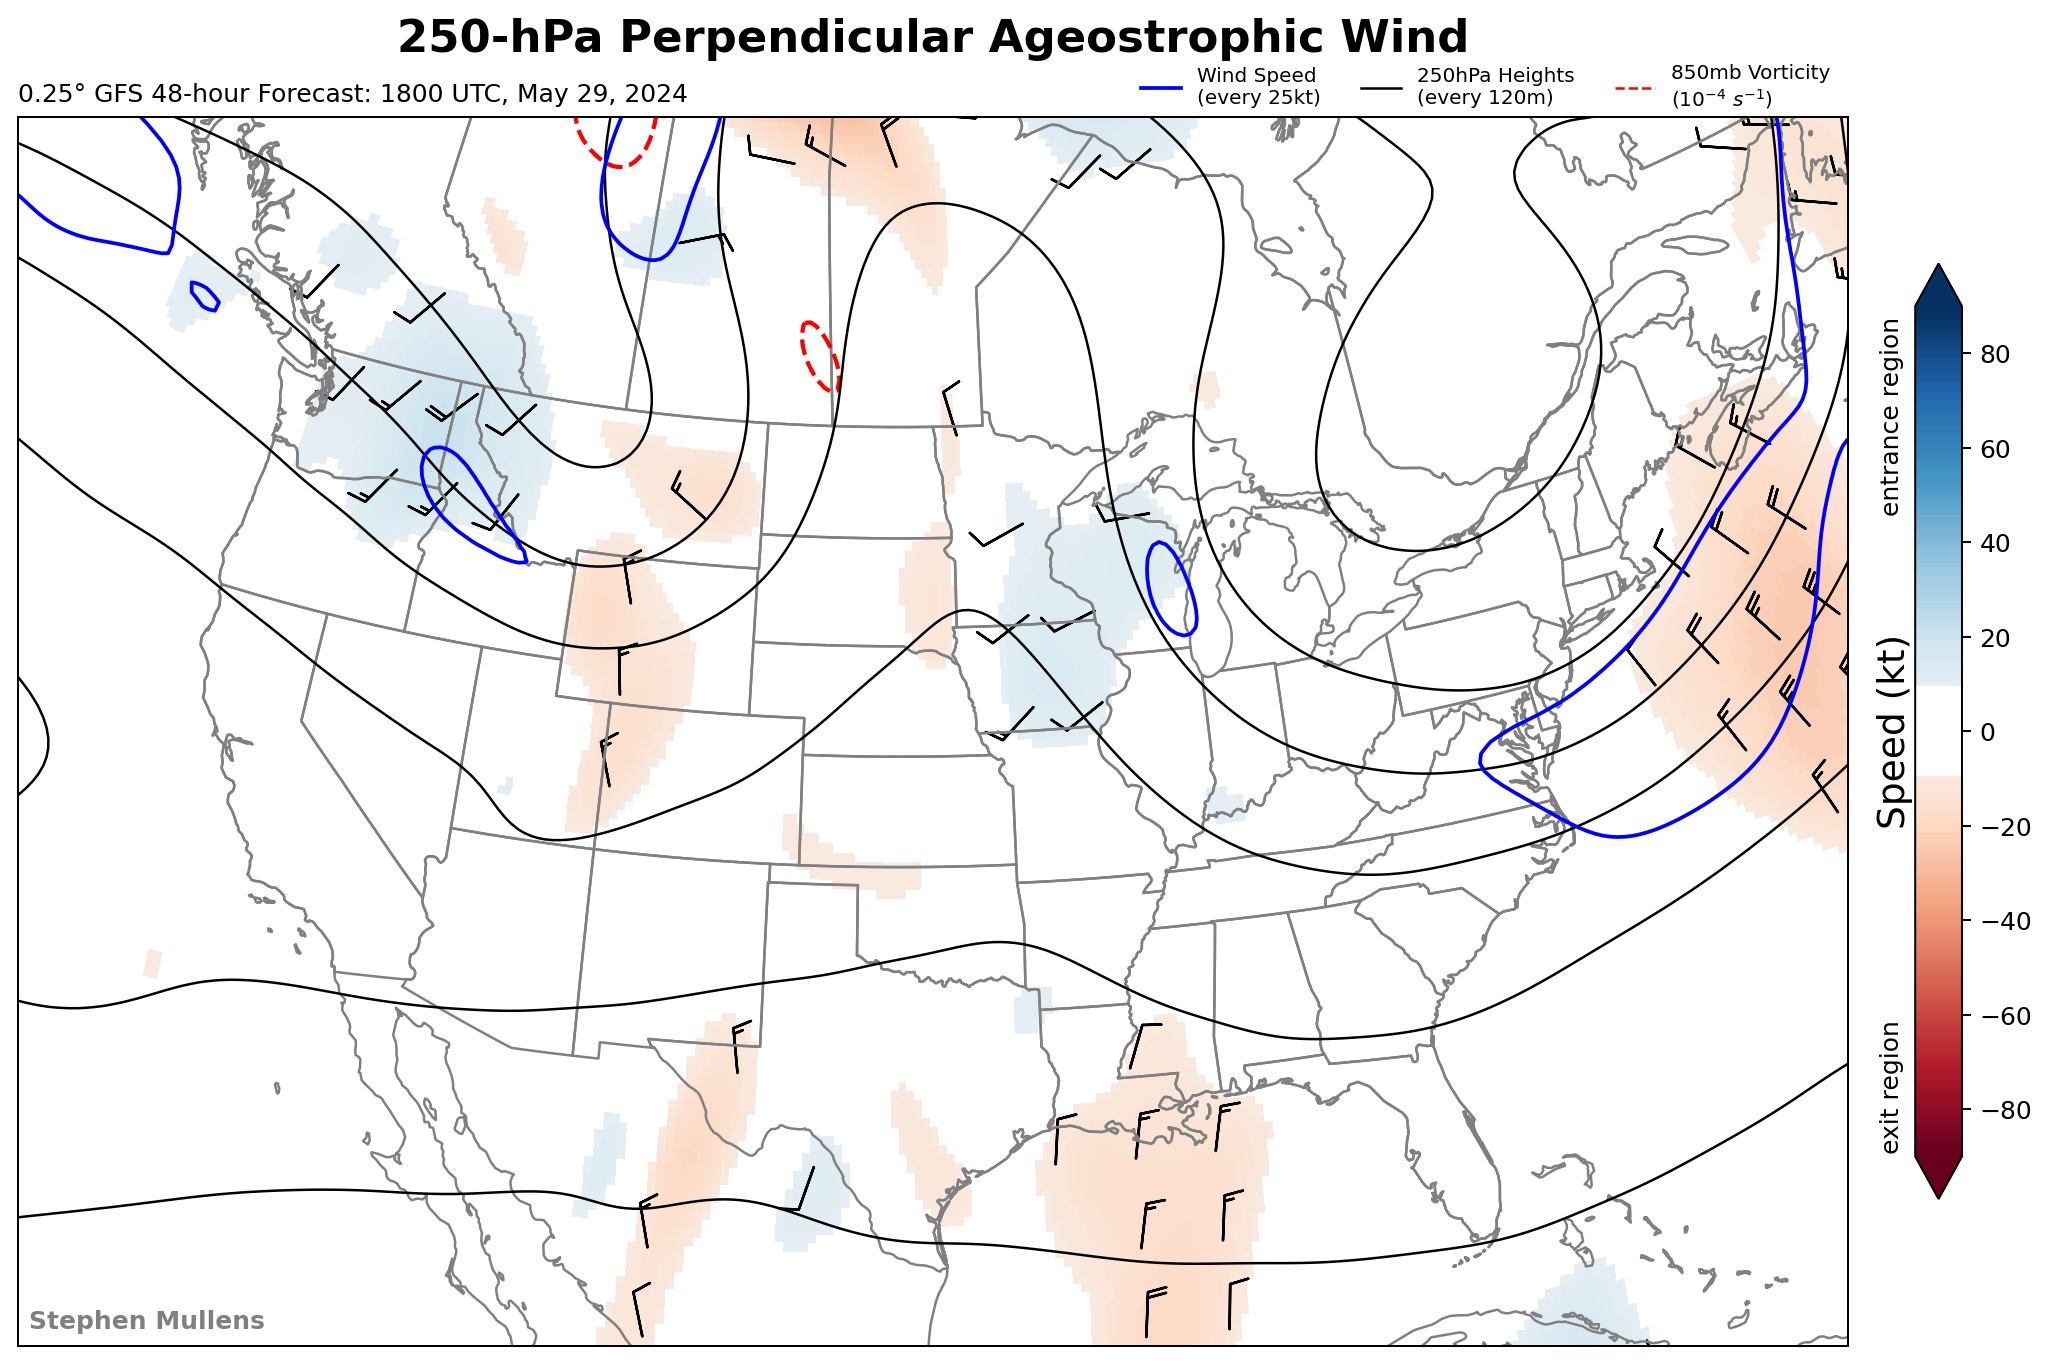 250-hPa Perpendicular Ageostrophic Wind
0.25° GFS 48-hour Forecast: 1800 UTC, May 29, 2024
Wind Speed
(every 25kt)
250hPa Heights
(every 120m)
850mb Vorticity
(10⁻⁴ s⁻¹)
entrance region
Speed (kt)
exit region
80
60
40
20
0
−20
−40
−60
−80
Stephen Mullens